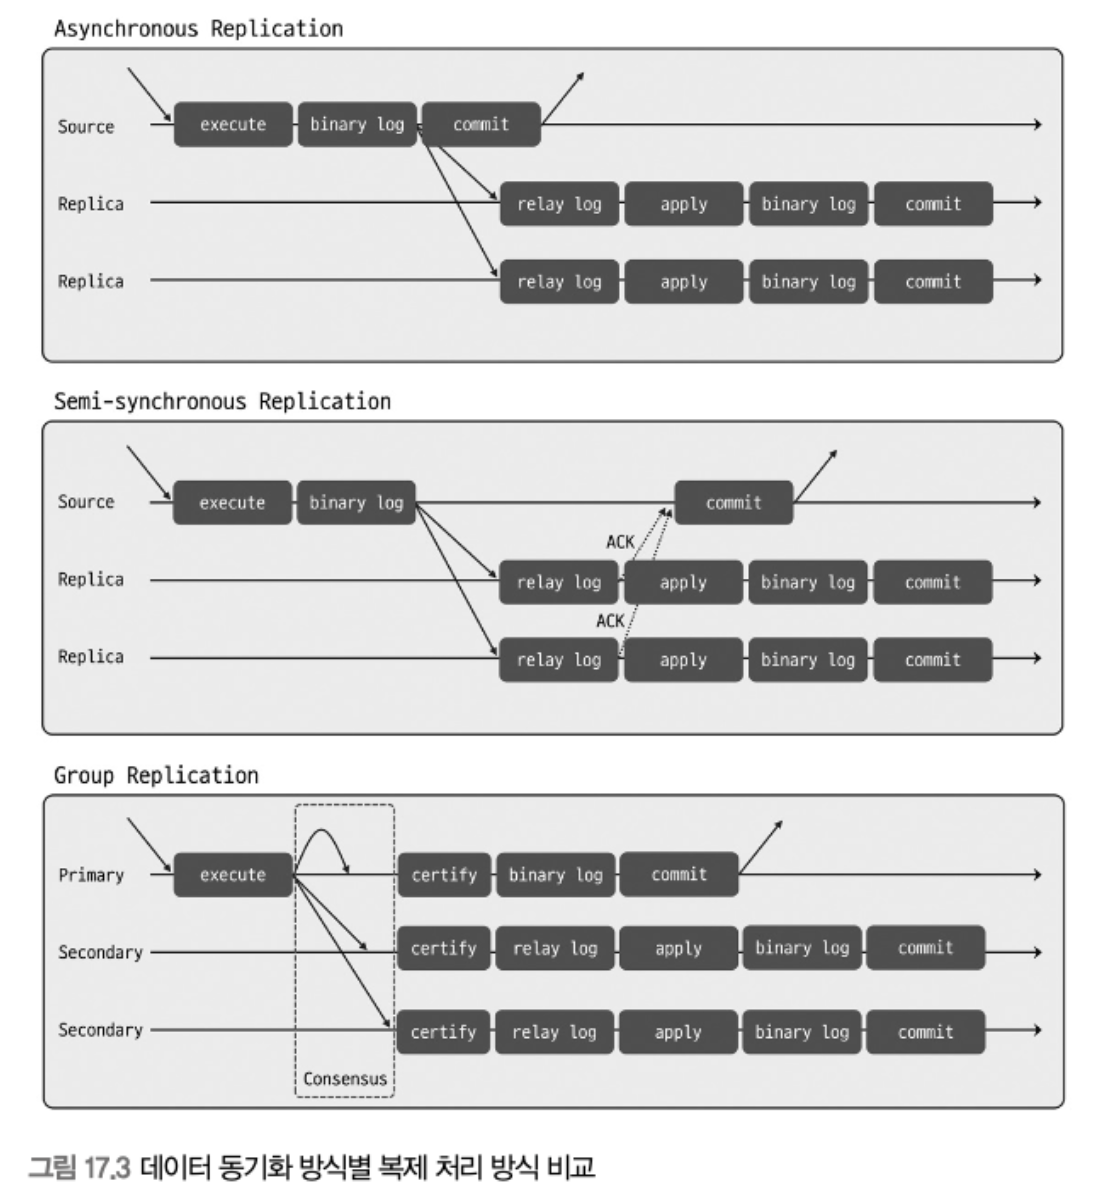 Asynchronous Replication
Source execute binary log commit
Replica relay log apply binary log commit
Replica relay log apply binary log commit
Semi-synchronous Replication
Source execute binary log commit
ACK
Replica relay log apply binary log commit
ACK
Replica relay log apply binary log commit
Group Replication
Primary execute certify binary log commit
Secondary certify relay log apply binary log commit
Secondary certify relay log apply binary log commit
Consensus
그림 17.3 데이터 동기화 방식별 복제 처리 방식 비교